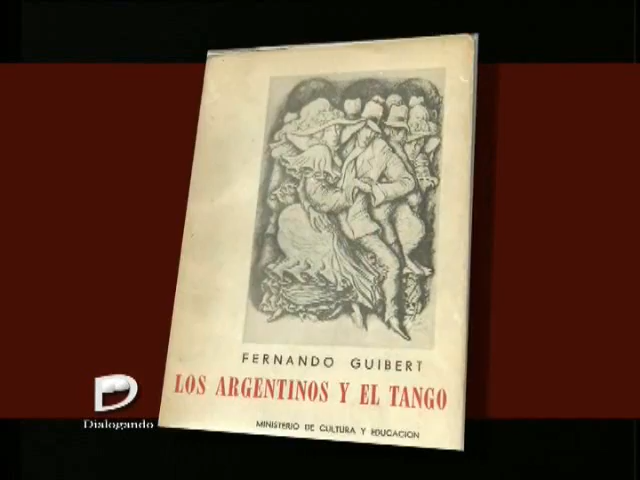 FERNANDO GUIBERT
LOS ARGENTINOS Y EL TANGO
MINISTERIO DE CULTURA Y EDUCACION
D
Dialogando